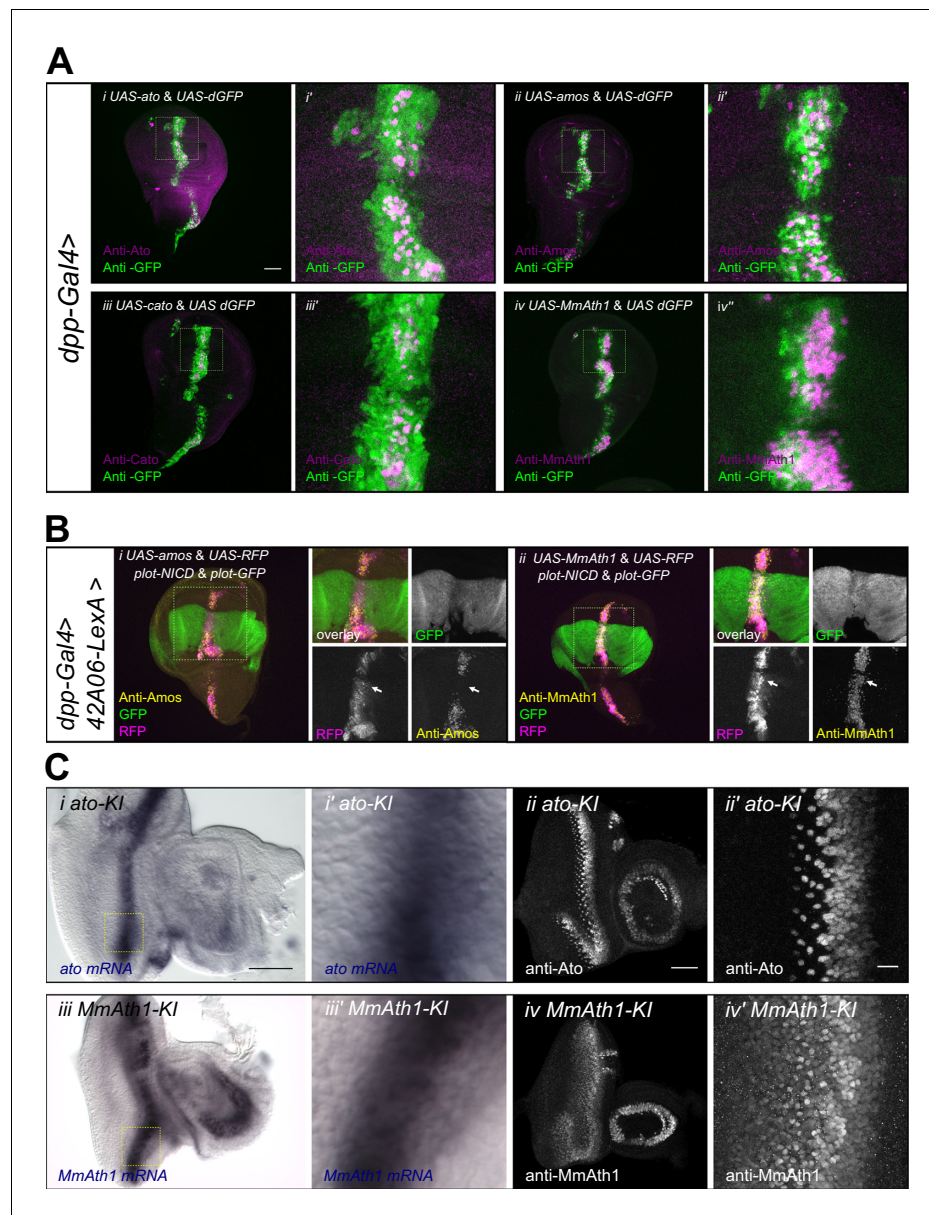 A
dpp-Gal4>
i UAS-ato & UAS-dGFP
Anti-Ato
Anti -GFP
i'
Anti-Ato
Anti -GFP
ii UAS-amos & UAS-dGFP
Anti-Amos
Anti -GFP
ii'
Anti-Amos
Anti -GFP
iii UAS-cato & UAS dGFP
Anti-Cato
Anti -GFP
iii'
Anti-Cato
Anti -GFP
iv UAS-MmAth1 & UAS dGFP
Anti-MmAth1
Anti -GFP
iv"
Anti-MmAth1
Anti -GFP
B
dpp-Gal4>
42A06-LexA >
i UAS-amos & UAS-RFP
plot-NICD & plot-GFP
Anti-Amos
GFP
RFP
overlay
GFP
RFP
Anti-Amos
ii UAS-MmAth1 & UAS-RFP
plot-NICD & plot-GFP
Anti-MmAth1
GFP
RFP
overlay
GFP
RFP
Anti-MmAth1
C
i ato-KI
ato mRNA
i' ato-KI
ato mRNA
ii ato-KI
anti-Ato
ii' ato-KI
anti-Ato
iii MmAth1-KI
MmAth1 mRNA
iii' MmAth1-KI
MmAth1 mRNA
iv MmAth1-KI
anti-MmAth1
iv' MmAth1-KI
anti-MmAth1